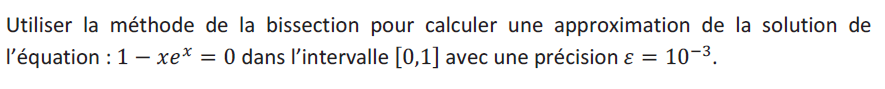 Utiliser la méthode de la bissection pour calculer une approximation de la solution de
l’équation : 1 − xeˣ = 0 dans l’intervalle [0,1] avec une précision ε = 10⁻³.